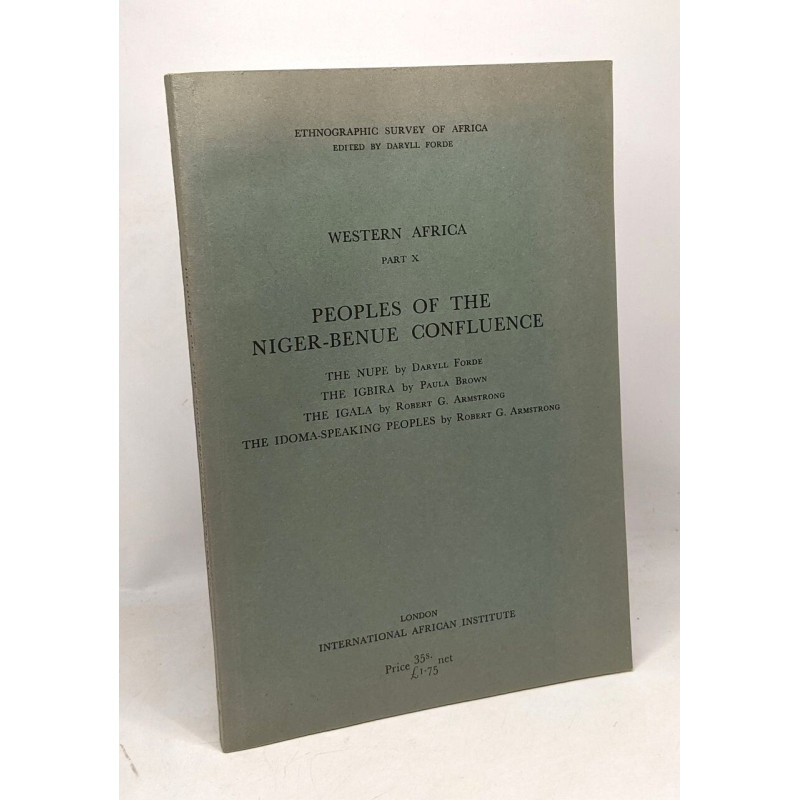 ETHNOGRAPHIC SURVEY OF AFRICA
EDITED BY DARYLL FORDE
WESTERN AFRICA
PART X
PEOPLES OF THE
NIGER-BENUE CONFLUENCE
THE NUPE by DARYLL FORDE
THE IGBIRA by PAULA BROWN
THE IGALA by ROBERT G. ARMSTRONG
THE IDOMA-SPEAKING PEOPLES by ROBERT G. ARMSTRONG
LONDON
INTERNATIONAL AFRICAN INSTITUTE
Price 35s. net
£1·75